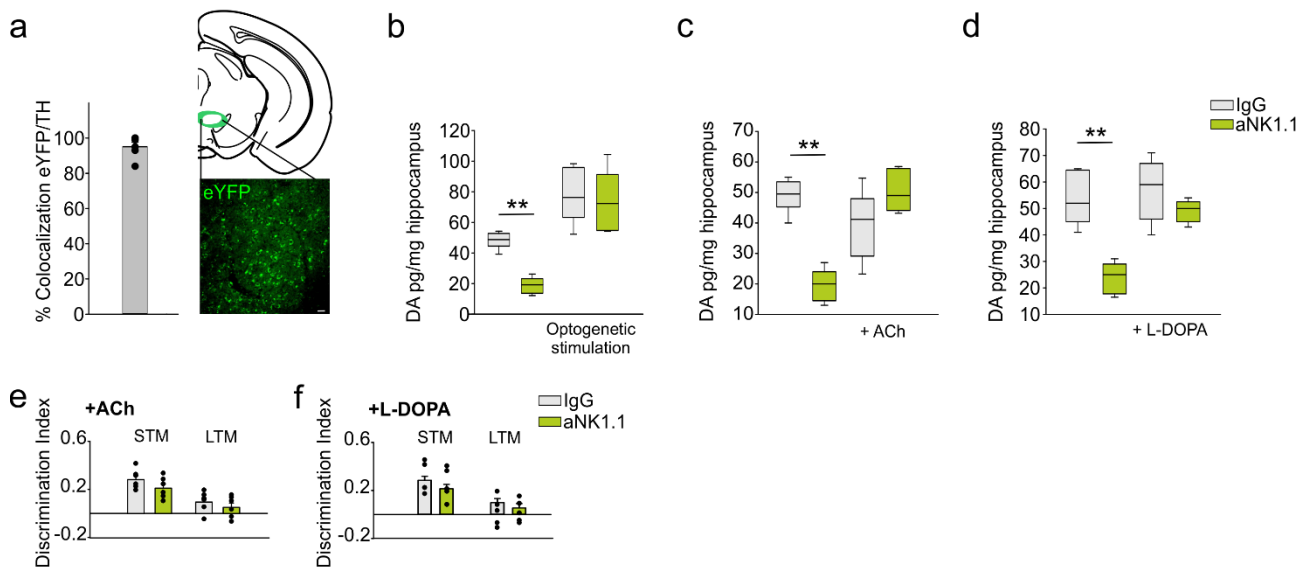 a
% Colocalization eYFP/TH
100
80
60
40
20
0
eYFP
b
DA pg/mg hippocampus
120
100
80
60
40
20
0
**
Optogenetic
stimulation
c
DA pg/mg hippocampus
70
60
50
40
30
20
10
**
+ ACh
d
DA pg/mg hippocampus
80
70
60
50
40
30
20
10
**
+ L-DOPA
IgG
aNK1.1
e
+ACh
Discrimination Index
0.6
0.2
-0.2
STM
LTM
f
+L-DOPA
Discrimination Index
0.6
0.2
-0.2
STM
LTM
IgG
aNK1.1